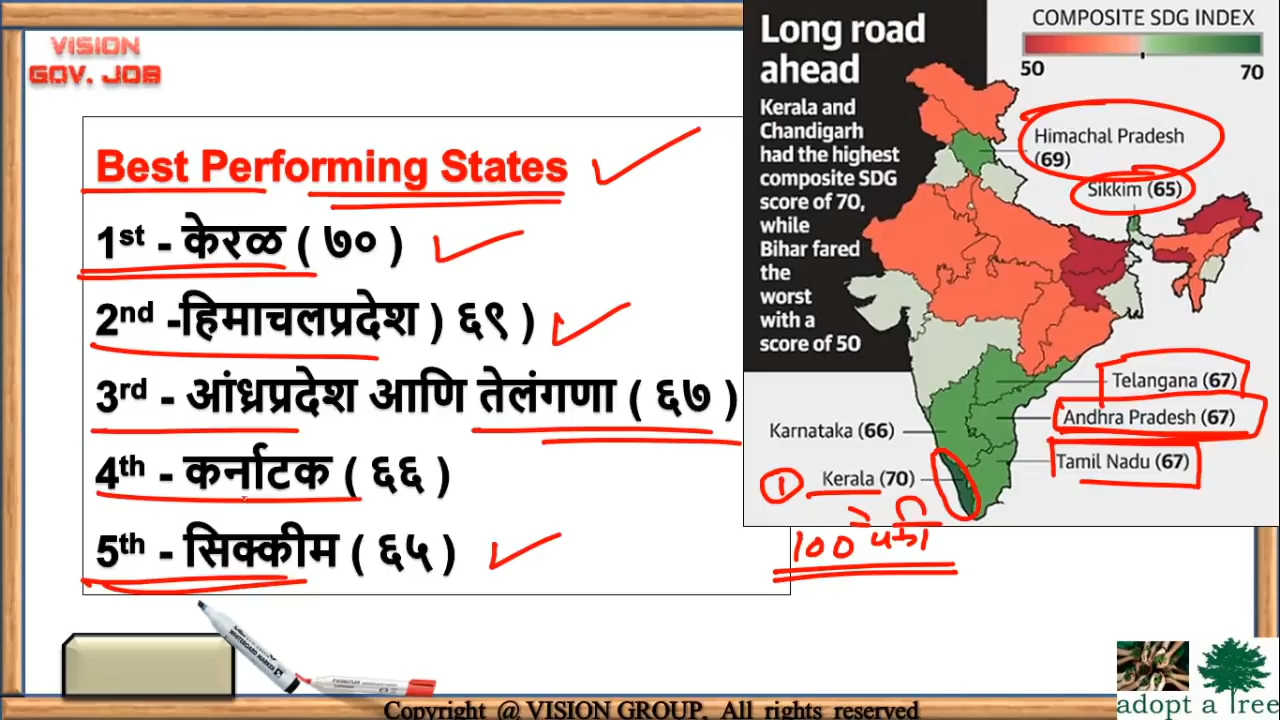 VISION
GOV. JOB
Best Performing States
1st - केरळ ( ७० )
2nd -हिमाचलप्रदेश ) ६९ )
3rd - आंध्रप्रदेश आणि तेलंगणा ( ६७ )
4th - कर्नाटक ( ६६ )
5th - सिक्कीम ( ६५ )
Long road
ahead
Kerala and
Chandigarh
had the highest
composite SDG
score of 70,
while
Bihar fared
the
worst
with a
score of 50
COMPOSITE SDG INDEX
50 70
Himachal Pradesh
(69)
Sikkim (65)
Telangana (67)
Andhra Pradesh (67)
Tamil Nadu (67)
Karnataka (66)
Kerala (70)
1
100 पैकी
adopt a Tree
Copyright @ VISION GROUP. All rights reserved